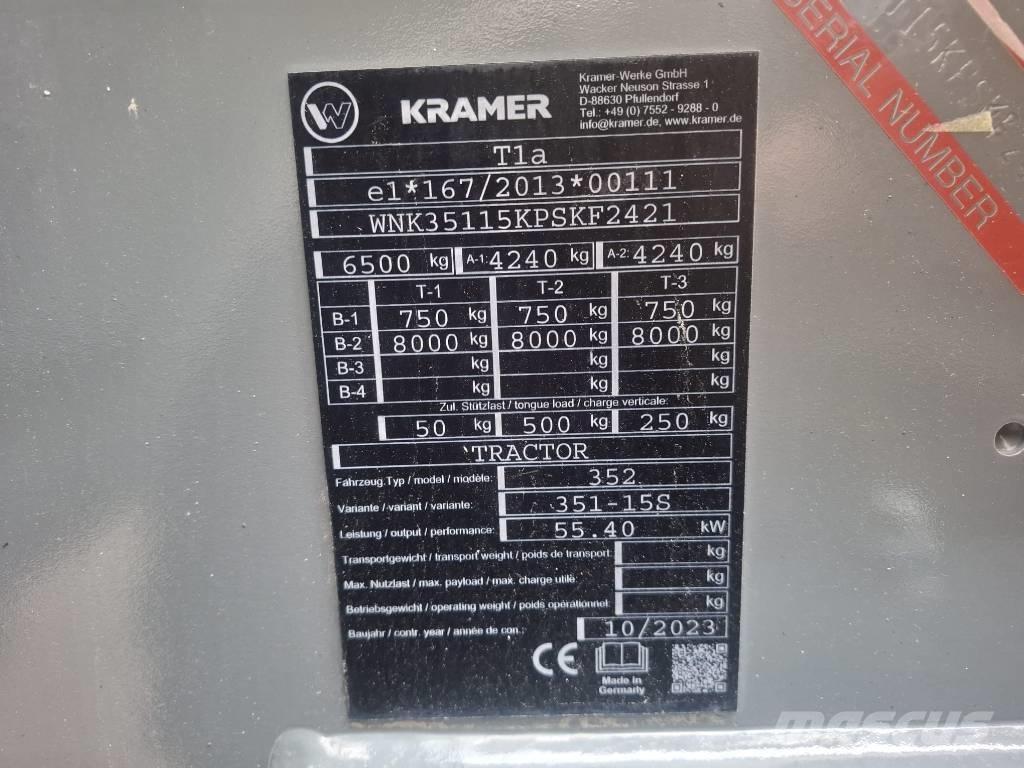 KRAMER
Kramer-Werke GmbH
Wacker Neuson Strasse 1
D-88630 Pfullendorf
Tel.: +49 (0) 7552 - 9288 - 0
info@kramer.de, www.kramer.de
T1a
e1*167/2013*00111
WNK35115KPSKF2421
6500 kg A-1: 4240 kg A-2: 4240 kg
T-1 T-2 T-3
B-1 750 kg 750 kg 750 kg
B-2 8000 kg 8000 kg 8000 kg
B-3 kg kg kg
B-4 kg kg kg
Zul. Stützlast / tongue load / charge verticale:
50 kg 500 kg 250 kg
TRACTOR
Fahrzeug.Typ / model / modèle: 352
Variante / variant / variante: 351-15S
Leistung / output / performance: 55.40 kW
Transportgewicht / transport weight / poids de transport: kg
Max. Nutzlast / max. payload / max. charge utile: kg
Betriebsgewicht / operating weight / poids opérationnel: kg
Baujahr / contr. year / année de con.: 10/2023
CE
Made in
Germany
SERIAL NUMBER
mascus